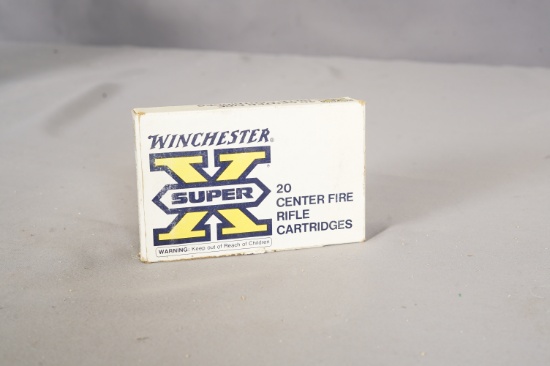 WINCHESTER®
X
SUPER
20
CENTER FIRE
RIFLE
CARTRIDGES
WARNING: Keep out of Reach of Children